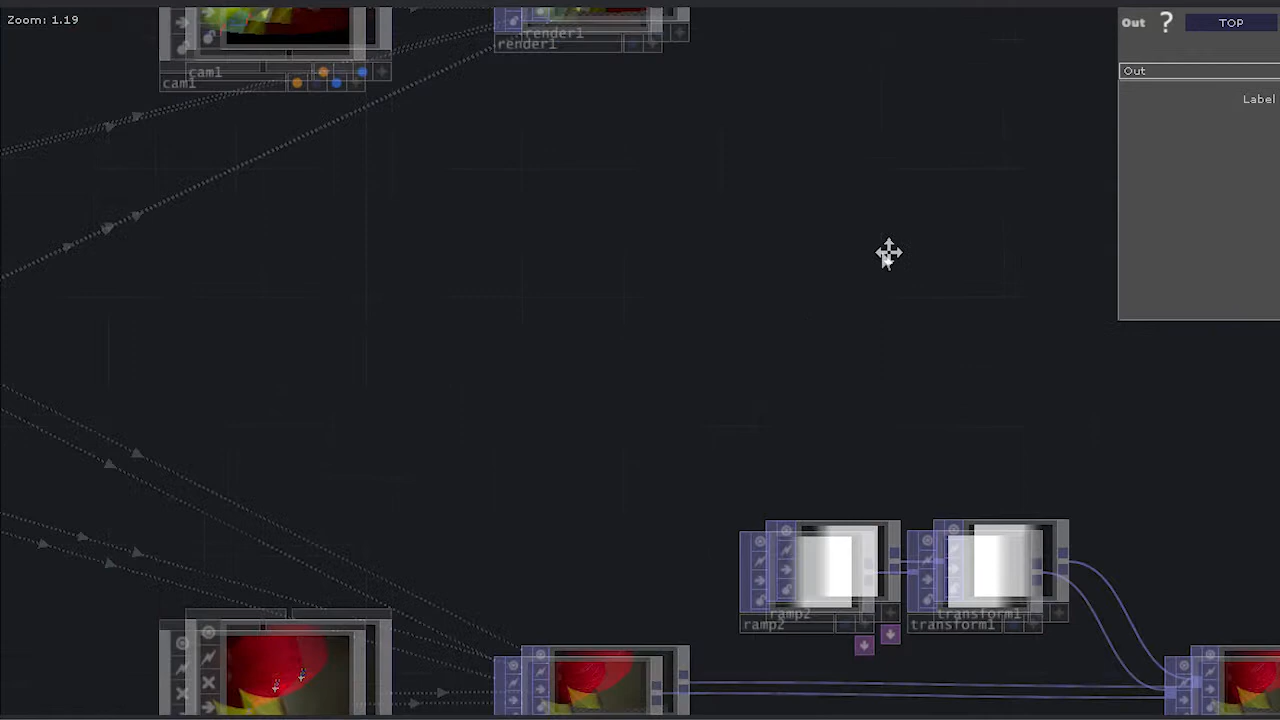 Zoom: 1.19
Out ? TOP
render1
render1
Out
cam1
cam1
Label
ramp2
transform1
ramp2
transform1